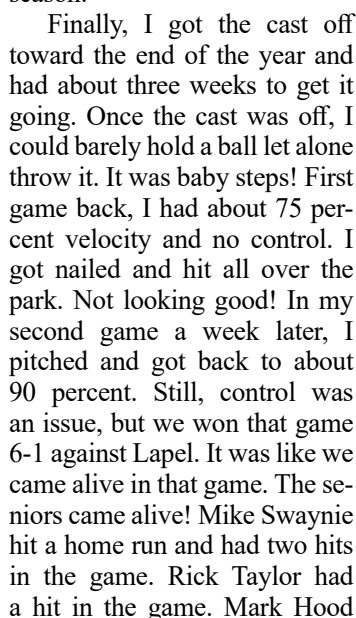 season.
Finally, I got the cast off
toward the end of the year and
had about three weeks to get it
going. Once the cast was off, I
could barely hold a ball let alone
throw it. It was baby steps! First
game back, I had about 75 per-
cent velocity and no control. I
got nailed and hit all over the
park. Not looking good! In my
second game a week later, I
pitched and got back to about
90 percent. Still, control was
an issue, but we won that game
6-1 against Lapel. It was like we
came alive in that game. The se-
niors came alive! Mike Swaynie
hit a home run and had two hits
in the game. Rick Taylor had
a hit in the game. Mark Hood